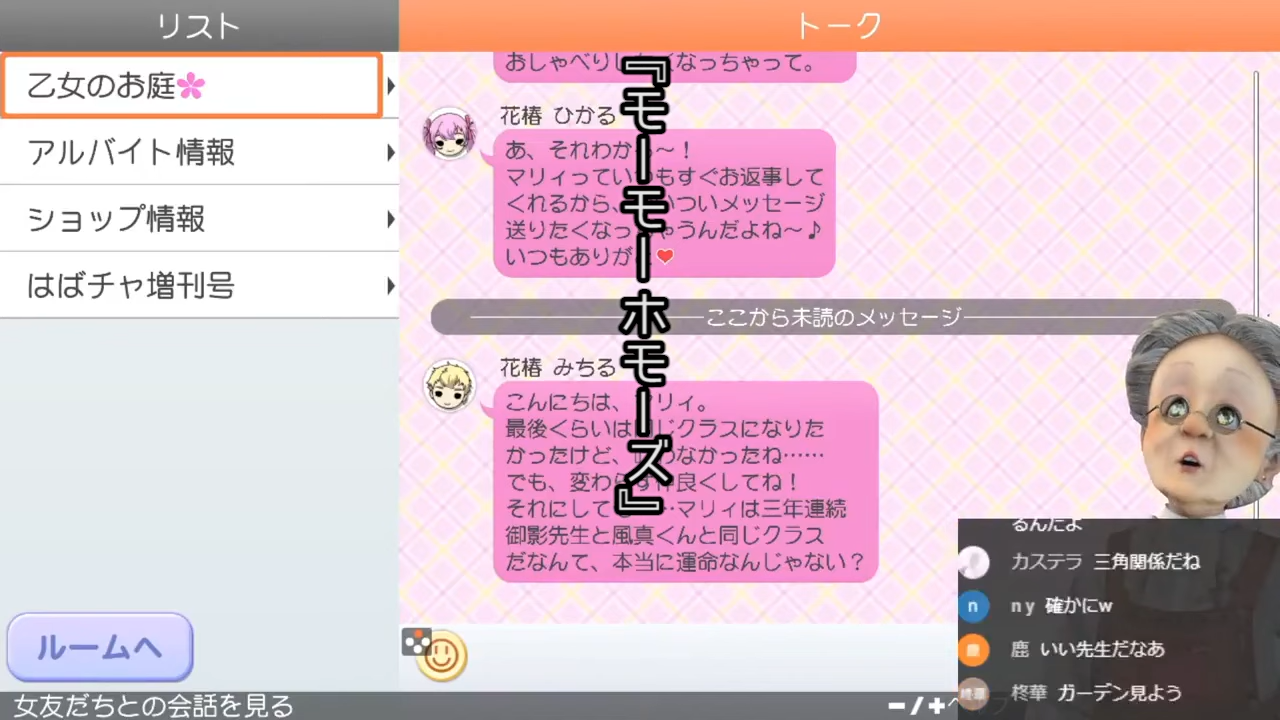 リスト
トーク
乙女のお庭
アルバイト情報
ショップ情報
はばチャ増刊号
ルームへ
女友だちとの会話を見る
おしゃべりし なっちゃって。
花椿 ひかる
あ、それわか ～！
マリィってい もすぐお返事して
くれるから、 いついメッセージ
送りたくなっ ゃうんだよね～♪
いつもありが
ここから未読のメッセージ
花椿 みちる
こんにちは、 リィ。
最後くらいは じクラスになりた
かったけど、 わなかったね……
でも、変わ 仲良くしてね！
それにして …マリィは三年連続
御影先生と風真くんと同じクラス
だなんて、本当に運命なんじゃない？
『モーモーホモーズ』
るんだよ
カステラ 三角関係だね
n
ny 確かにw
鹿
鹿 いい先生だなあ
柊華 ガーデン見よう
－/＋